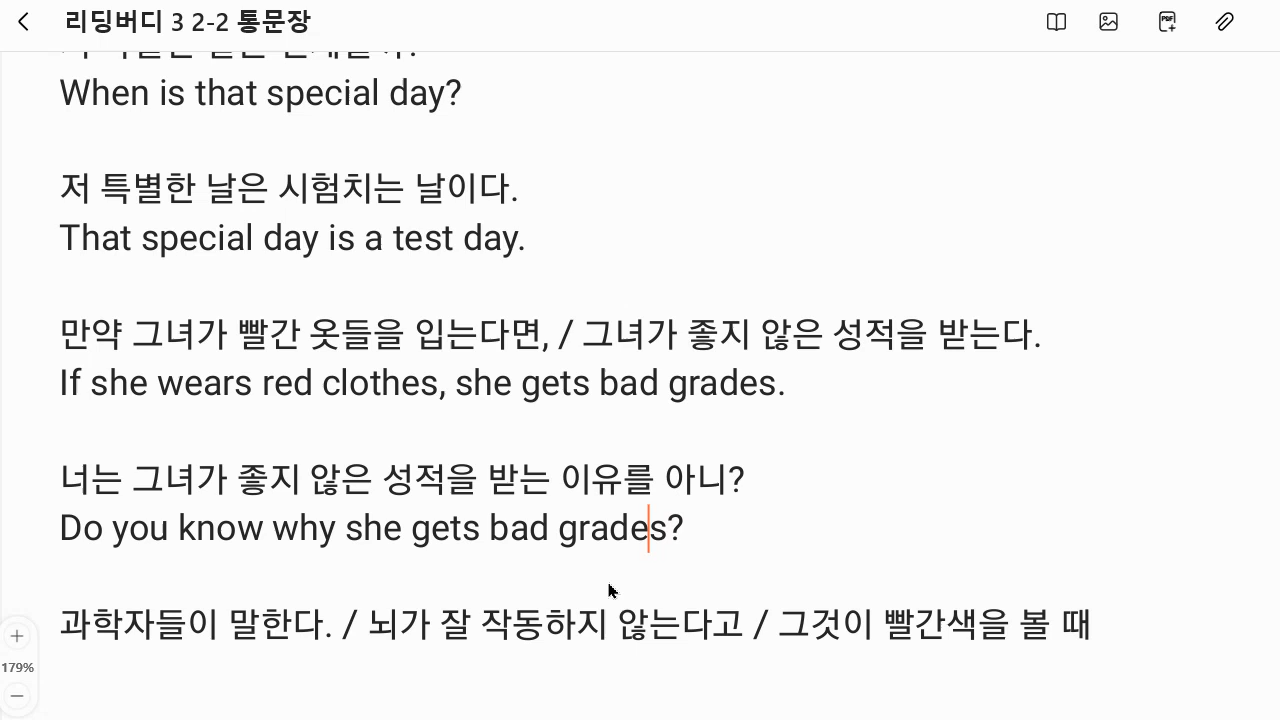 리딩버디 3 2-2 통문장
When is that special day?
저 특별한 날은 시험치는 날이다.
That special day is a test day.
만약 그녀가 빨간 옷들을 입는다면, / 그녀가 좋지 않은 성적을 받는다.
If she wears red clothes, she gets bad grades.
너는 그녀가 좋지 않은 성적을 받는 이유를 아니?
Do you know why she gets bad grades?
과학자들이 말한다. / 뇌가 잘 작동하지 않는다고 / 그것이 빨간색을 볼 때
179%